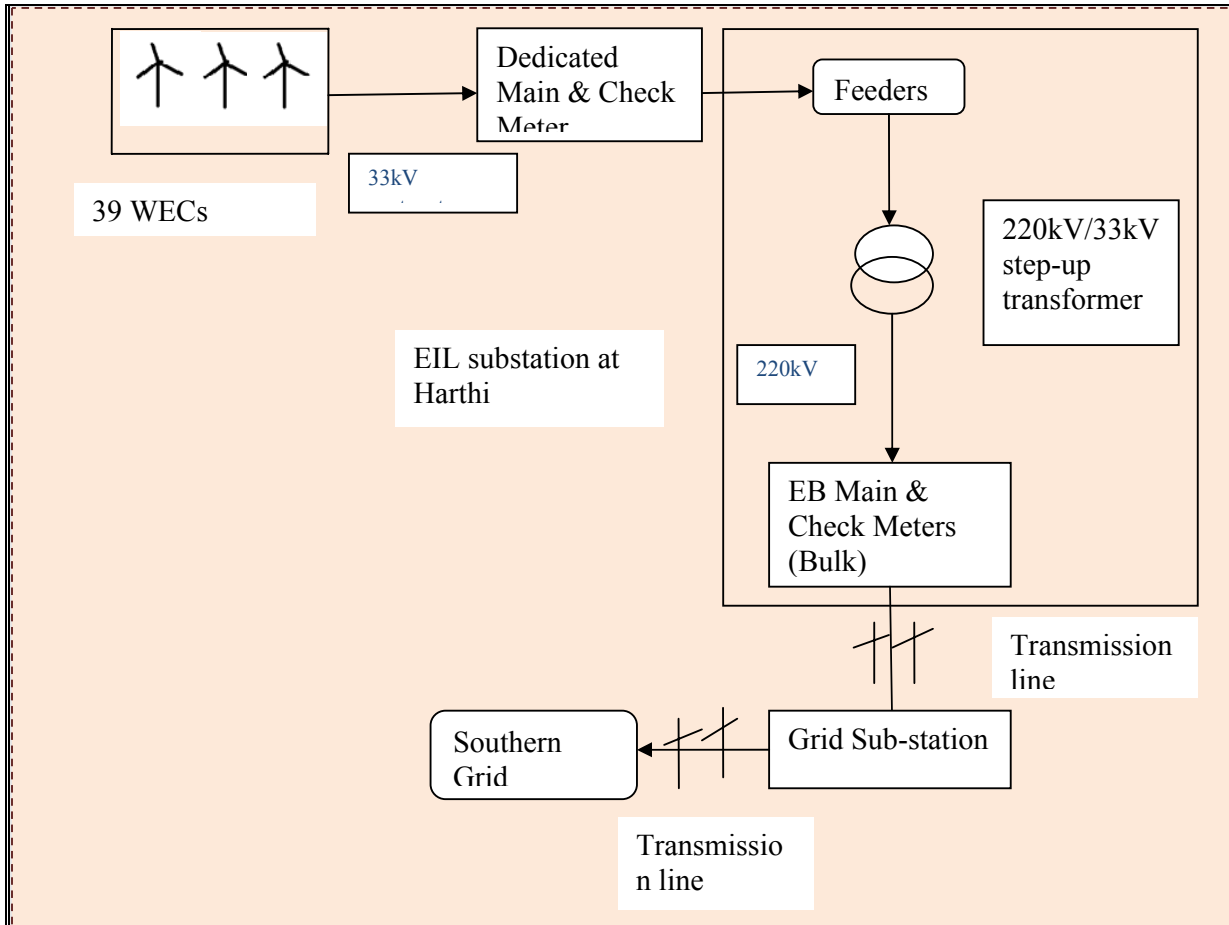 Dedicated
Main & Check
Meter
Feeders
39 WECs
33kV
220kV/33kV
step-up
transformer
EIL substation at
Harthi
220kV
EB Main &
Check Meters
(Bulk)
Transmission
line
Southern
Grid
Grid Sub-station
Transmissio
n line